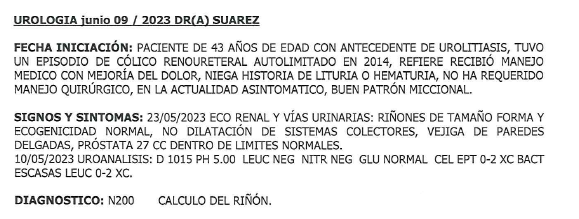 UROLOGIA junio 09 / 2023 DR(A) SUAREZ
FECHA INICIACIÓN: PACIENTE DE 43 AÑOS DE EDAD CON ANTECEDENTE DE UROLITIASIS, TUVO
UN EPISODIO DE CÓLICO RENOURETERAL AUTOLIMITADO EN 2014, REFIERE RECIBIÓ MANEJO
MEDICO CON MEJORÍA DEL DOLOR, NIEGA HISTORIA DE LITURIA O HEMATURIA, NO HA REQUERIDO
MANEJO QUIRÚRGICO, EN LA ACTUALIDAD ASINTOMATICO, BUEN PATRÓN MICCIONAL.
SIGNOS Y SINTOMAS: 23/05/2023 ECO RENAL Y VÍAS URINARIAS: RIÑONES DE TAMAÑO FORMA Y
ECOGENICIDAD NORMAL, NO DILATACIÓN DE SISTEMAS COLECTORES, VEJIGA DE PAREDES
DELGADAS, PRÓSTATA 27 CC DENTRO DE LIMITES NORMALES.
10/05/2023 UROANALISIS: D 1015 PH 5.00 LEUC NEG NITR NEG GLU NORMAL CEL EPT 0-2 XC BACT
ESCASAS LEUC 0-2 XC.
DIAGNOSTICO: N200 CALCULO DEL RIÑÓN.